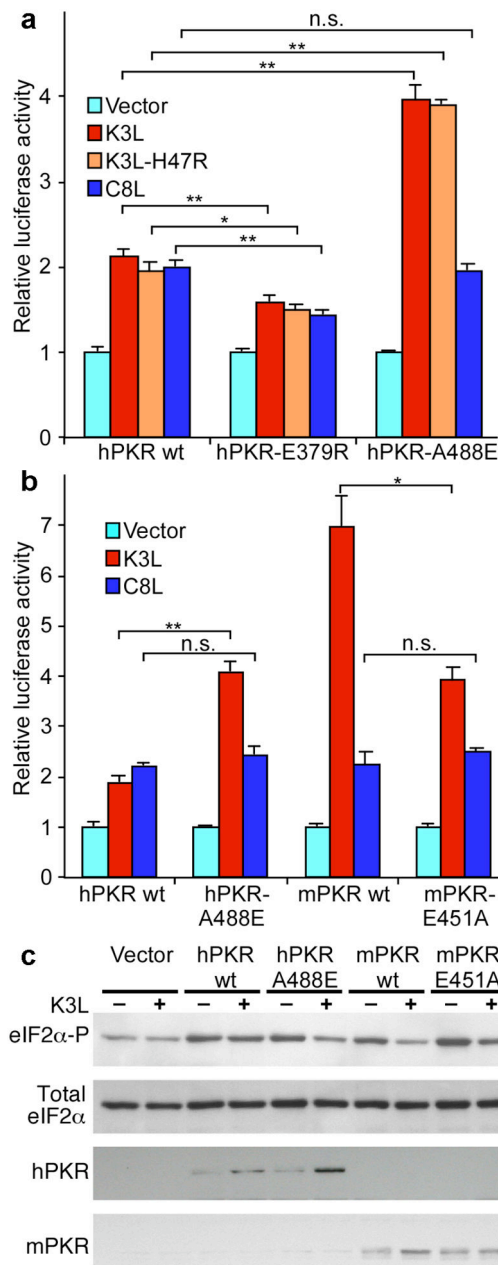 a
n.s.
**
**
Relative luciferase activity
4
3
2
1
0
Vector
K3L
K3L-H47R
C8L
**
*
**
hPKR wt hPKR-E379R hPKR-A488E
b
*
Relative luciferase activity
7
6
5
4
3
2
1
0
Vector
K3L
C8L
**
n.s.
n.s.
hPKR wt hPKR-A488E mPKR wt mPKR-E451A
c
Vector hPKR wt hPKR A488E mPKR wt mPKR E451A
K3L – + – + – + – + – +
eIF2α-P
Total
eIF2α
hPKR
mPKR